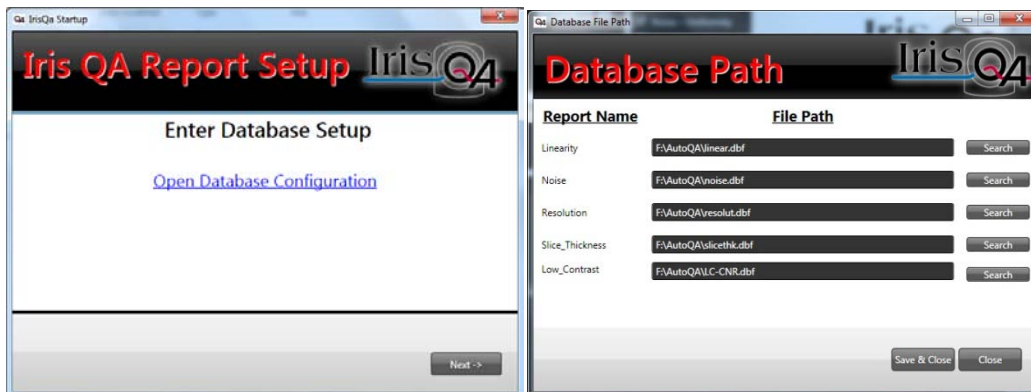 IrisQa Startup
Iris QA Report Setup IrisQA
Enter Database Setup
Open Database Configuration
Next ->
Database File Path
Database Path IrisQA
Report Name File Path
Linearity F:\AutoQA\linear.dbf Search
Noise F:\AutoQA\noise.dbf Search
Resolution F:\AutoQA\resolut.dbf Search
Slice_Thickness F:\AutoQA\slicethk.dbf Search
Low_Contrast F:\AutoQA\LC-CNR.dbf Search
Save & Close Close